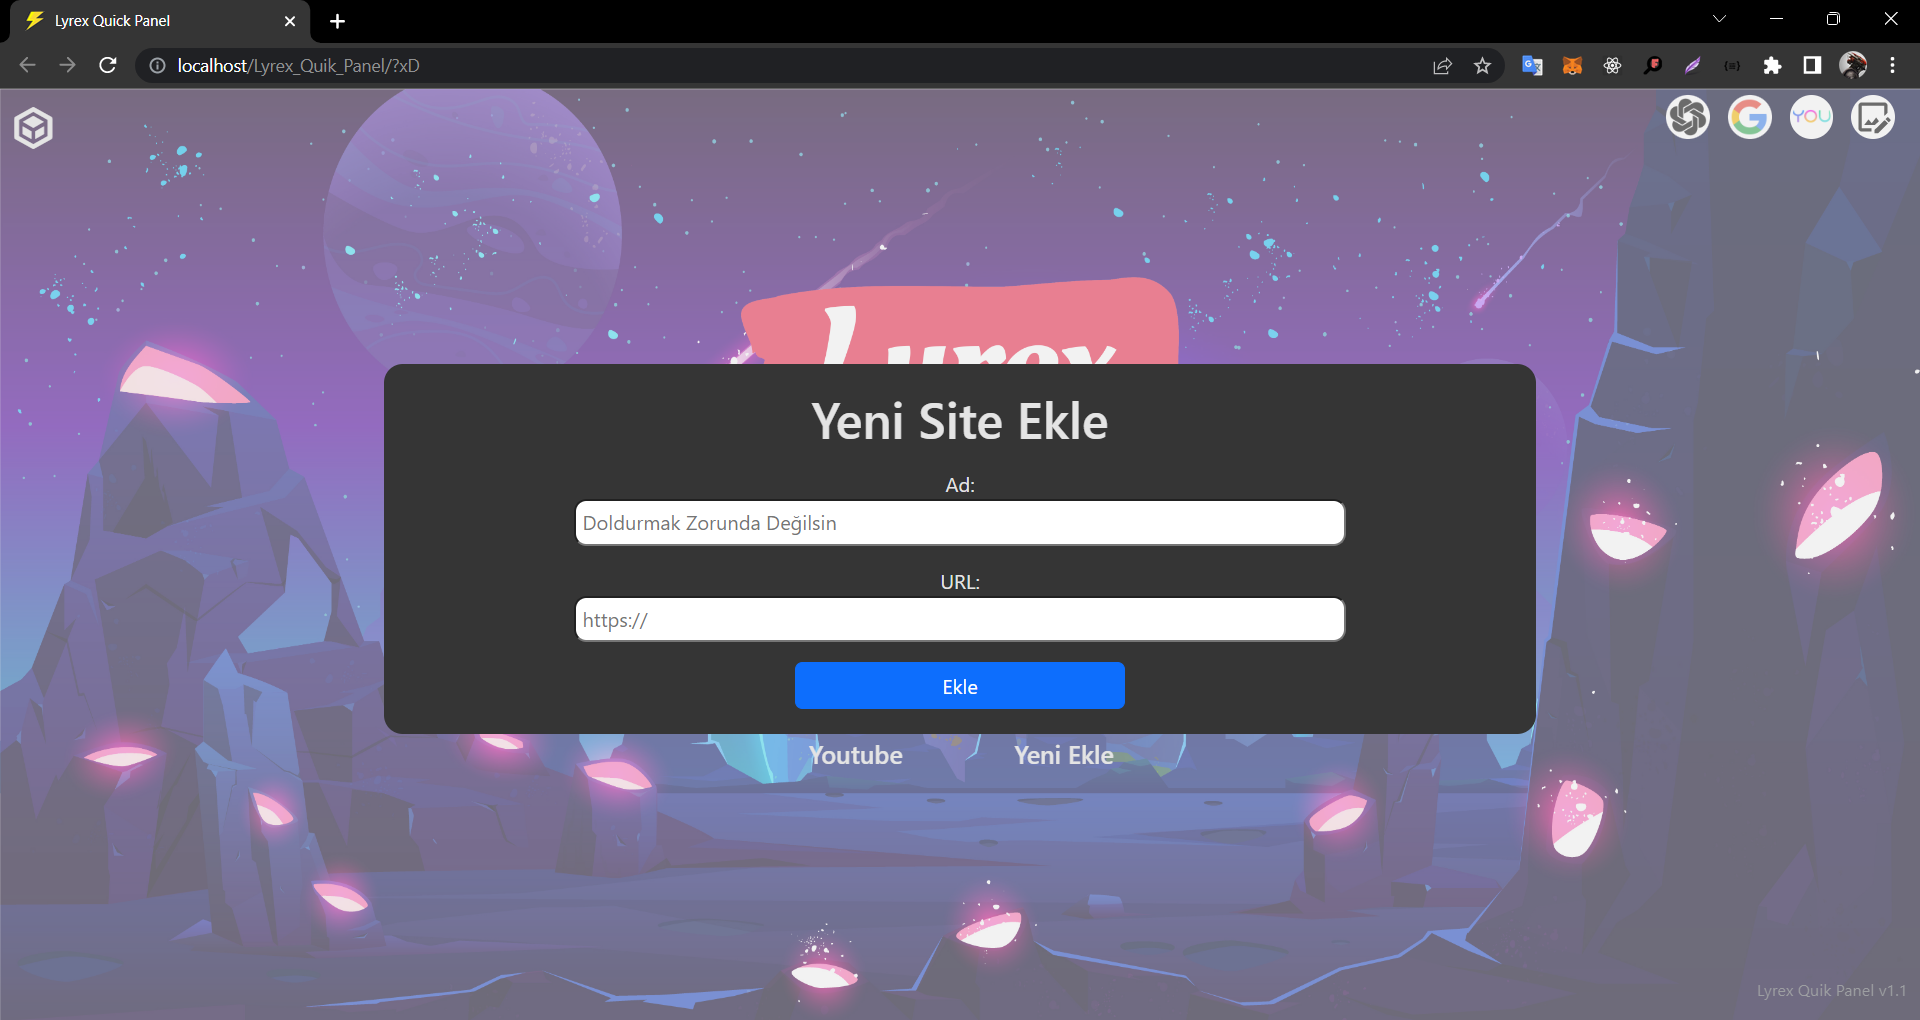 Lyrex Quick Panel
localhost/Lyrex_Quik_Panel/?xD
YOU
Lyrex
Yeni Site Ekle
Ad:
Doldurmak Zorunda Değilsin
URL:
https://
Ekle
Youtube
Yeni Ekle
Lyrex Quik Panel v1.1